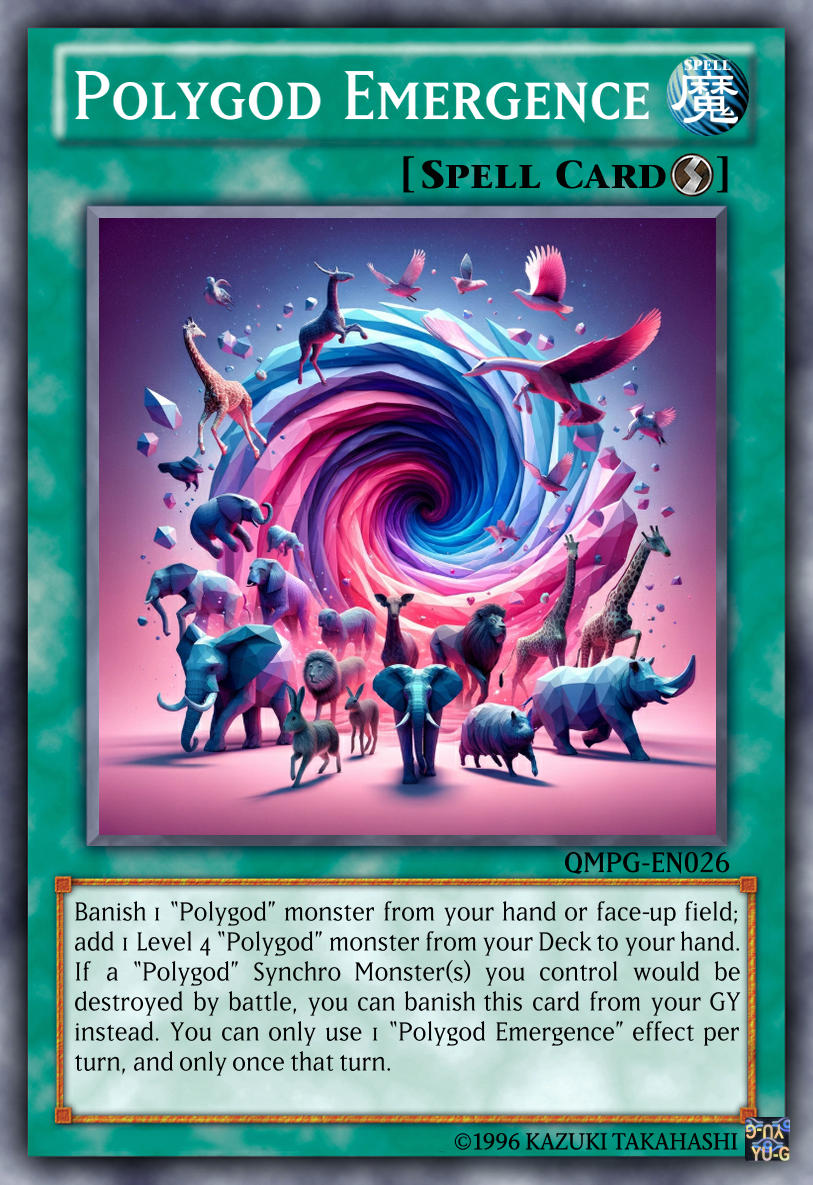 Polygod Emergence
SPELL
魔
[Spell Card]
QMPG-EN026
Banish 1 “Polygod” monster from your hand or face-up field;
add 1 Level 4 “Polygod” monster from your Deck to your hand.
If a “Polygod” Synchro Monster(s) you control would be
destroyed by battle, you can banish this card from your GY
instead. You can only use 1 “Polygod Emergence” effect per
turn, and only once that turn.
©1996 KAZUKI TAKAHASHI
YU-G
YU-G